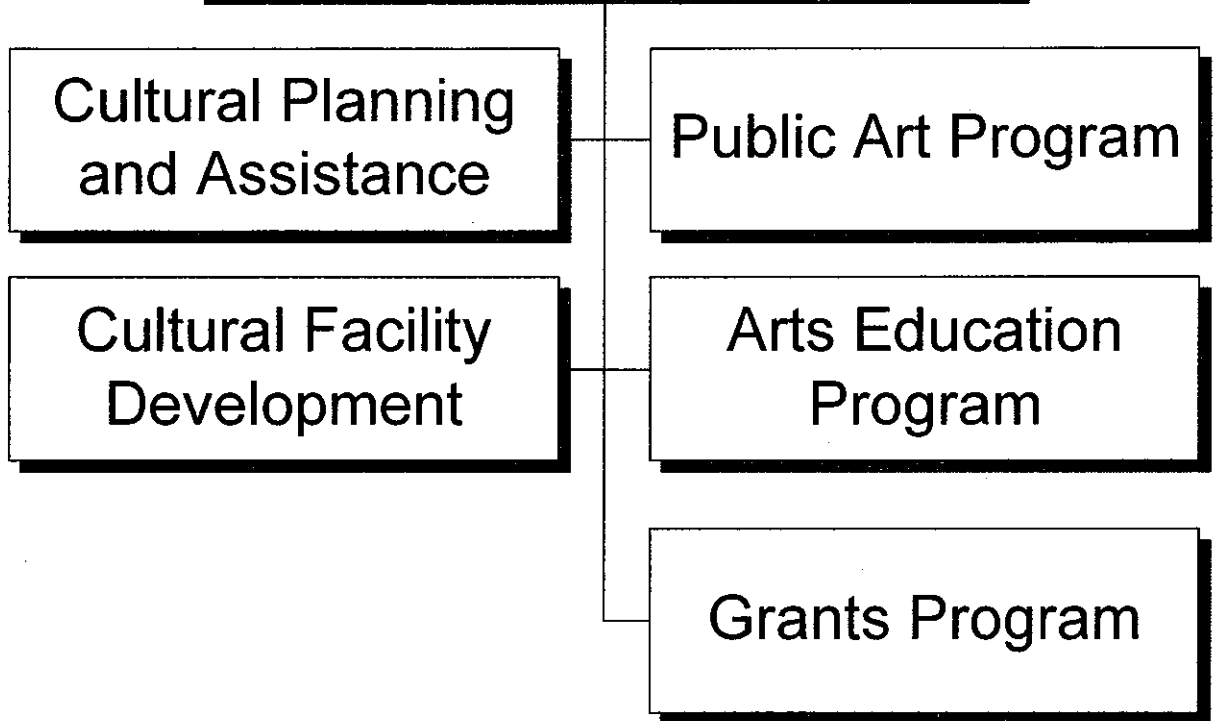 Cultural Planning
and Assistance
Public Art Program
Cultural Facility
Development
Arts Education
Program
Grants Program